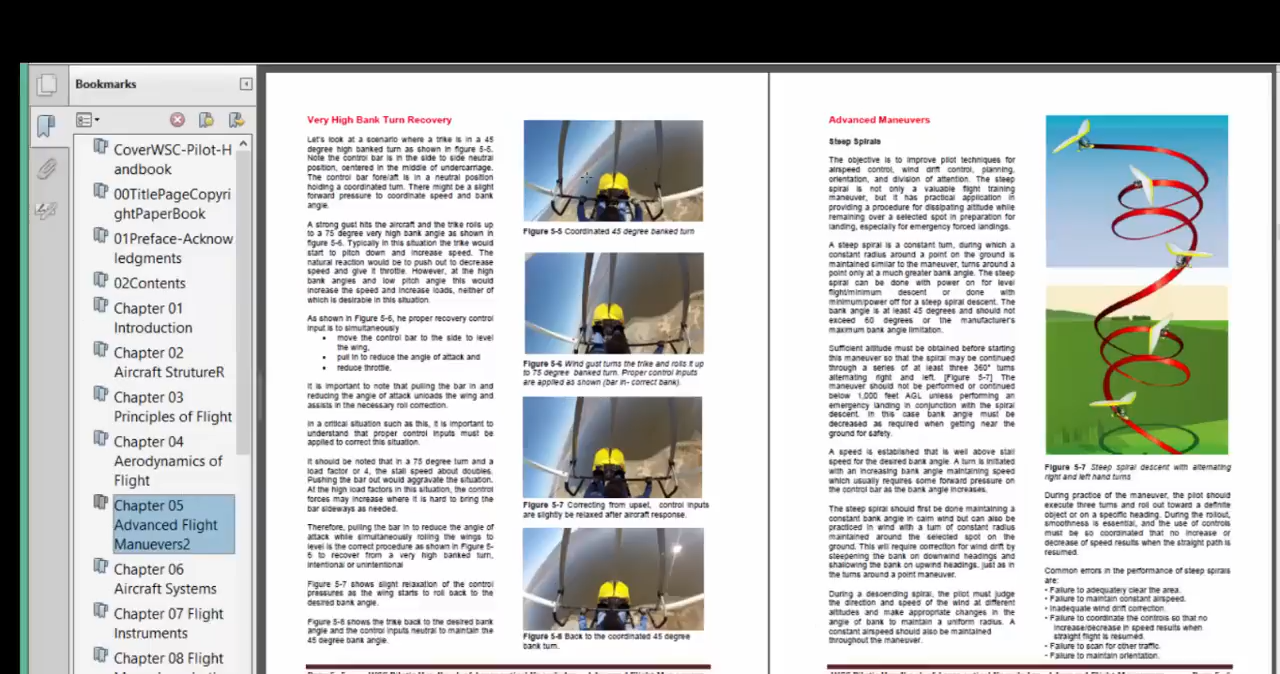 Bookmarks
CoverWSC-Pilot-H
andbook
00TitlePageCopyri
ghtPaperBook
01Preface-Acknow
ledgments
02Contents
Chapter 01
Introduction
Chapter 02
Aircraft StrutureR
Chapter 03
Principles of Flight
Chapter 04
Aerodynamics of
Flight
Chapter 05
Advanced Flight
Manuevers2
Chapter 06
Aircraft Systems
Chapter 07 Flight
Instruments
Chapter 08 Flight
Very High Bank Turn Recovery
Let's look at a scenario where a trike is in a 45
degree high banked turn as shown in figure 5-5.
Note the control bar is in the side to side neutral
position, centered in the middle of undercarriage.
The control bar fore/aft is in a neutral position
holding a coordinated turn. There might be a slight
forward pressure to coordinate speed and bank
angle.
A strong gust hits the aircraft and the trike rolls up
to a 75 degree very high bank angle as shown in
figure 5-6. Typically in this situation the trike would
start to pitch down and increase speed. The
natural reaction would be to push out to decrease
speed and give it throttle. However, at the high
bank angles and low pitch angle this would
increase the speed and increase loads, neither of
which is desirable in this situation.
As shown in Figure 5-6, he proper recovery control
input is to simultaneously
• move the control bar to the side to level
the wing,
• pull in to reduce the angle of attack and
• reduce throttle.
It is important to note that pulling the bar in and
reducing the angle of attack unloads the wing and
assists in the necessary roll correction.
In a critical situation such as this, it is important to
understand that proper control inputs must be
applied to correct this situation.
It should be noted that in a 75 degree turn and a
load factor or 4, the stall speed about doubles.
Pushing the bar out would aggravate the situation.
At the high load factors in this situation, the control
forces may increase where it is hard to bring the
bar sideways as needed.
Therefore, pulling the bar in to reduce the angle of
attack while simultaneously rolling the wings to
level is the correct procedure as shown in Figure 5-
6 to recover from a very high banked turn,
intentional or unintentional
Figure 5-7 shows slight relaxation of the control
pressures as the wing starts to roll back to the
desired bank angle.
Figure 5-8 shows the trike back to the desired bank
angle and the control inputs neutral to maintain the
45 degree bank angle.
Figure 5-5 Coordinated 45 degree banked turn
Figure 5-6 Wind gust turns the trike and rolls it up
to 75 degree banked turn. Proper control inputs
are applied as shown (bar in- correct bank).
Figure 5-7 Correcting from upset, control inputs
are slightly be relaxed after aircraft response.
Figure 5-8 Back to the coordinated 45 degree
bank turn.
Advanced Maneuvers
Steep Spirals
The objective is to improve pilot techniques for
airspeed control, wind drift control, planning,
orientation, and division of attention. The steep
spiral is not only a valuable flight training
maneuver, but it has practical application in
providing a procedure for dissipating altitude while
remaining over a selected spot in preparation for
landing, especially for emergency forced landings.
A steep spiral is a constant turn, during which a
constant radius around a point on the ground is
maintained similar to the maneuver, turns around a
point only at a much greater bank angle. The steep
spiral can be done with power on for level
flight/minimum descent or done with
minimum/power off for a steep spiral descent. The
bank angle is at least 45 degrees and should not
exceed 60 degrees or the manufacturer's
maximum bank angle limitation.
Sufficient altitude must be obtained before starting
this maneuver so that the spiral may be continued
through a series of at least three 360° turns
alternating right and left. [Figure 5-7] The
maneuver should not be performed or continued
below 1,000 feet AGL unless performing an
emergency landing in conjunction with the spiral
descent. In this case bank angle must be
decreased as required when getting near the
ground for safety.
A speed is established that is well above stall
speed for the desired bank angle. A turn is initiated
with an increasing bank angle maintaining speed
which usually requires some forward pressure on
the control bar as the bank angle increases.
The steep spiral should first be done maintaining a
constant bank angle in calm wind but can also be
practiced in wind with a turn of constant radius
maintained around the selected spot on the
ground. This will require correction for wind drift by
steepening the bank on downwind headings and
shallowing the bank on upwind headings, just as in
the turns around a point maneuver.
During a descending spiral, the pilot must judge
the direction and speed of the wind at different
altitudes and make appropriate changes in the
angle of bank to maintain a uniform radius. A
constant airspeed should also be maintained
throughout the maneuver.
Figure 5-7 Steep spiral descent with alternating
right and left hand turns
During practice of the maneuver, the pilot should
execute three turns and roll out toward a definite
object or on a specific heading. During the rollout,
smoothness is essential, and the use of controls
must be so coordinated that no increase or
decrease of speed results when the straight path is
resumed.
Common errors in the performance of steep spirals
are:
• Failure to adequately clear the area.
• Failure to maintain constant airspeed.
• Inadequate wind drift correction.
• Failure to coordinate the controls so that no
increase/decrease in speed results when
straight flight is resumed.
• Failure to scan for other traffic.
• Failure to maintain orientation.